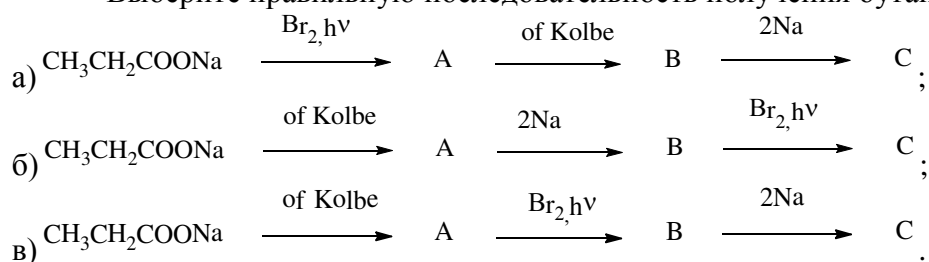 Выберите правильную последовательность получения
а) CH3CH2COONa Br2, hν A of Kolbe B 2Na C ;
б) CH3CH2COONa of Kolbe A 2Na B Br2, hν C ;
в) CH3CH2COONa of Kolbe A Br2, hν B 2Na C .